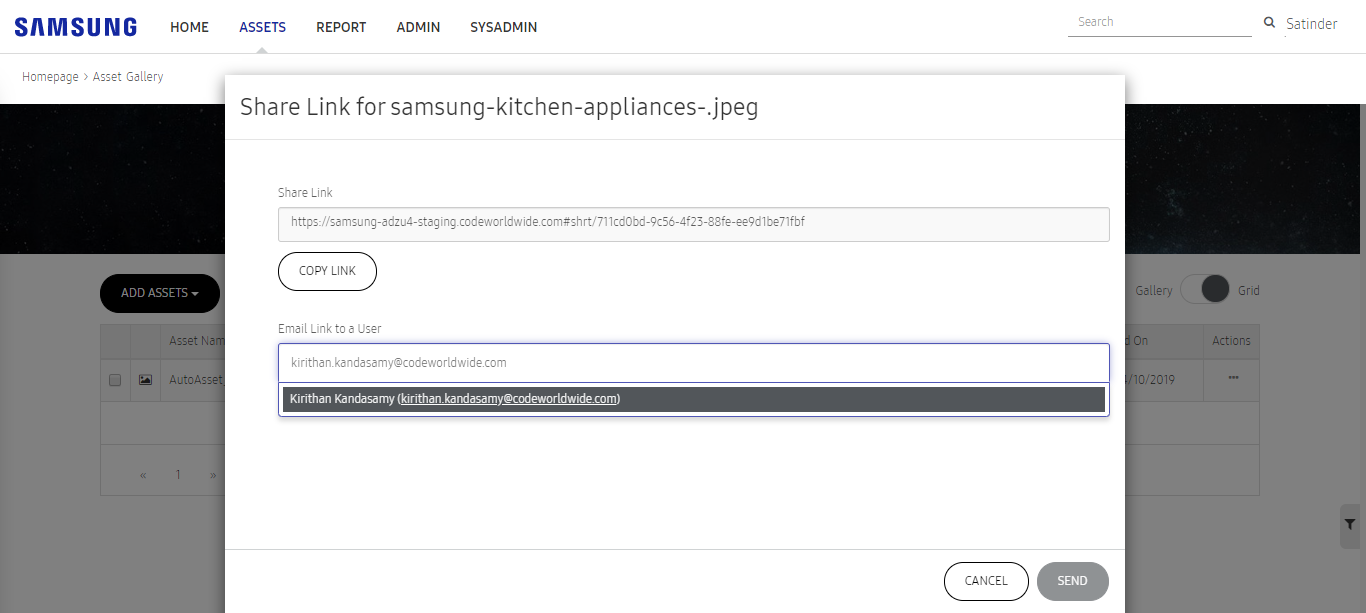 SAMSUNG HOME ASSETS REPORT ADMIN SYSADMIN Search Satinder
Homepage > Asset Gallery
Share Link for samsung-kitchen-appliances-.jpeg
Share Link
https://samsung-adzu4-staging.codeworldwide.com#shrt/711cd0bd-9c56-4f23-88fe-ee9d1be71fbf
COPY LINK
ADD ASSETS
Gallery Grid
Email Link to a User
Asset Nam
d On Actions
kirithan.kandasamy@codeworldwide.com
AutoAsset
/10/2019 ...
Kirithan Kandasamy (kirithan.kandasamy@codeworldwide.com)
« 1 »
CANCEL SEND